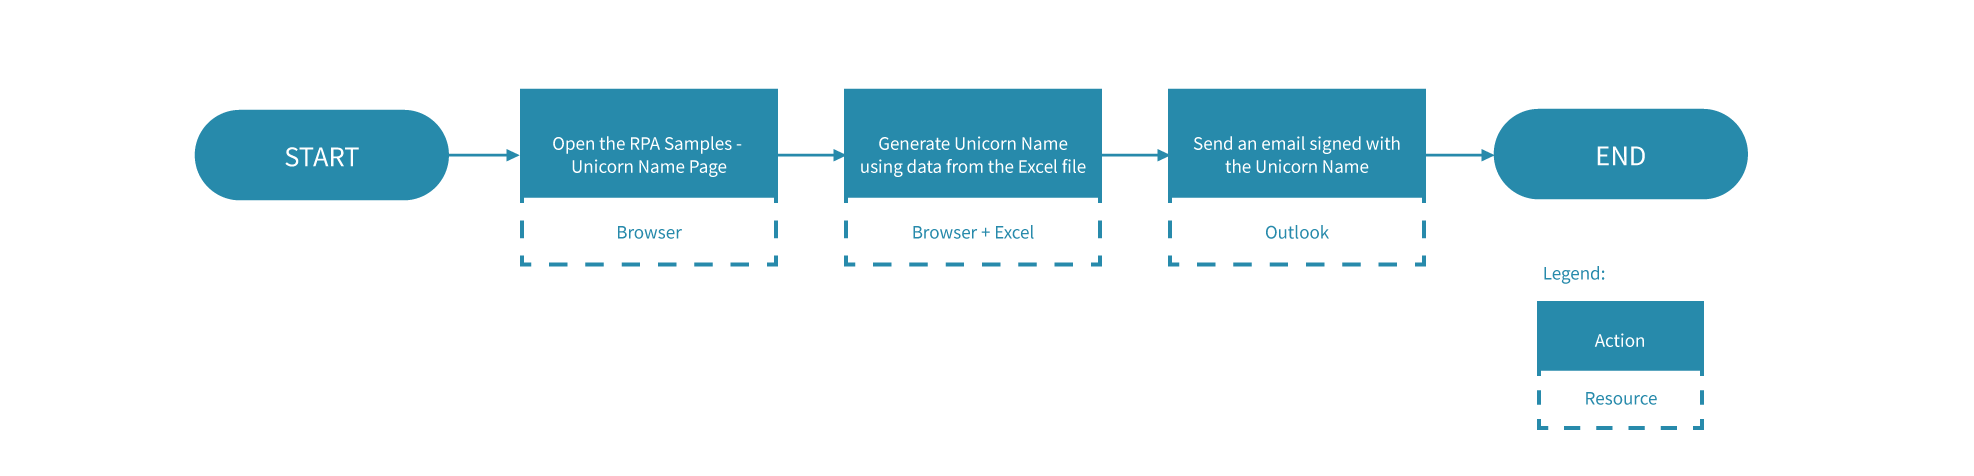 START
Open the RPA Samples -
Unicorn Name Page
Browser
Generate Unicorn Name
using data from the Excel file
Browser + Excel
Send an email signed with
the Unicorn Name
Outlook
END
Legend:
Action
Resource